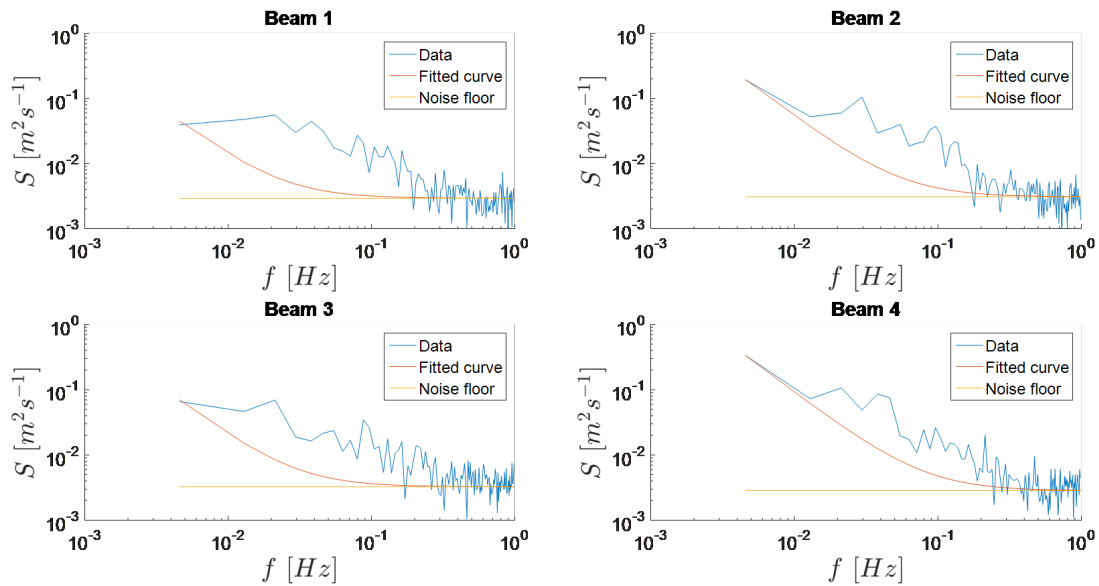 Beam 1
10^0
10^-1
10^-2
10^-3
S [m^2 s^-1]
Data
Fitted curve
Noise floor
10^-3
10^-2
10^-1
10^0
f [Hz]
Beam 2
10^0
10^-1
10^-2
10^-3
S [m^2 s^-1]
Data
Fitted curve
Noise floor
10^-3
10^-2
10^-1
10^0
f [Hz]
Beam 3
10^0
10^-1
10^-2
10^-3
S [m^2 s^-1]
Data
Fitted curve
Noise floor
10^-3
10^-2
10^-1
10^0
f [Hz]
Beam 4
10^0
10^-1
10^-2
10^-3
S [m^2 s^-1]
Data
Fitted curve
Noise floor
10^-3
10^-2
10^-1
10^0
f [Hz]